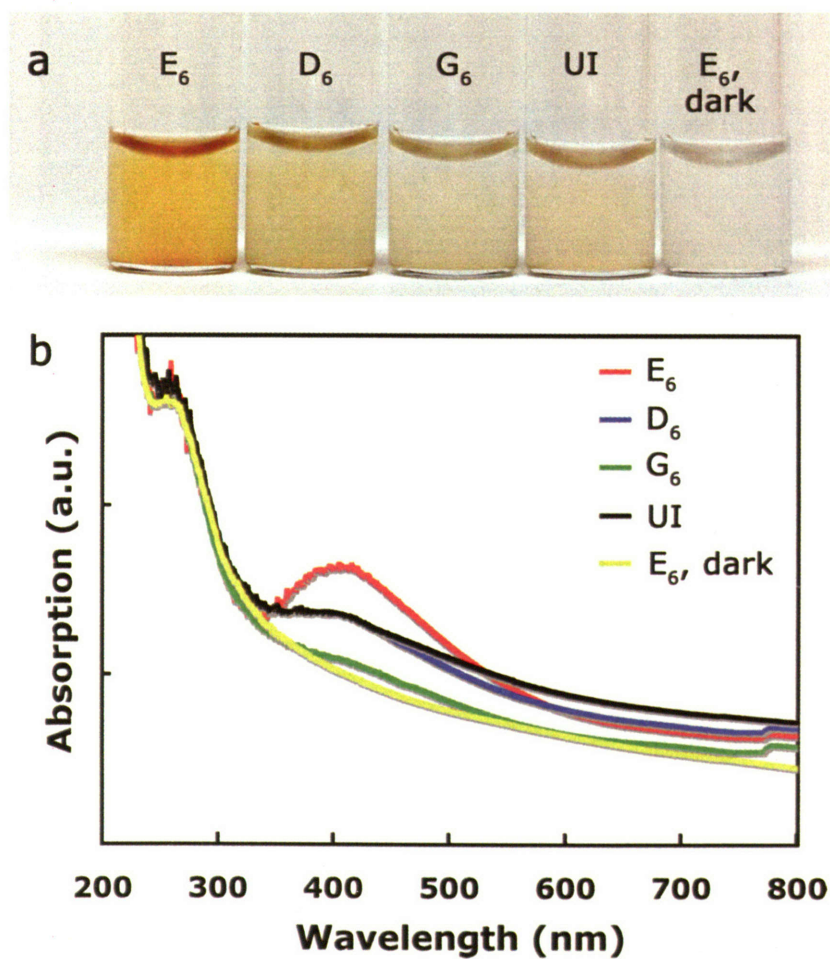 a
E₆
D₆
G₆
UI
E₆,
dark
b
E₆
D₆
G₆
UI
E₆, dark
Absorption (a.u.)
200 300 400 500 600 700 800
Wavelength (nm)